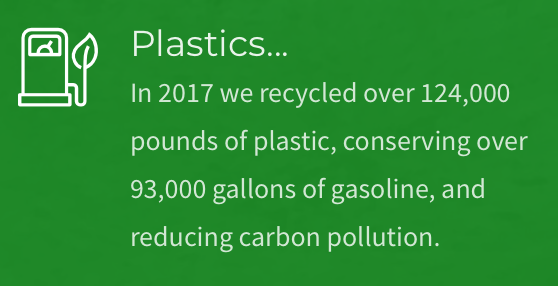 Plastics...
In 2017 we recycled over 124,000
pounds of plastic, conserving over
93,000 gallons of gasoline, and
reducing carbon pollution.